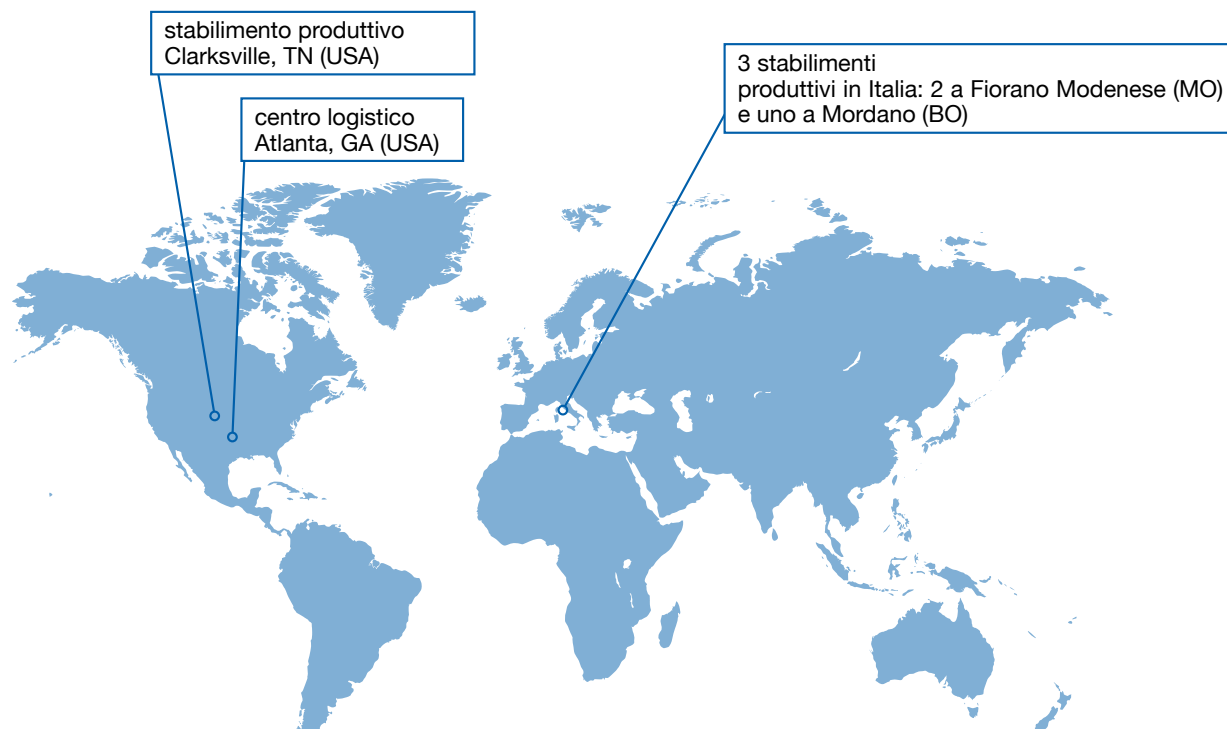 stabilimento produttivo
Clarksville, TN (USA)
centro logistico
Atlanta, GA (USA)
3 stabilimenti
produttivi in Italia: 2 a Fiorano Modenese (MO)
e uno a Mordano (BO)